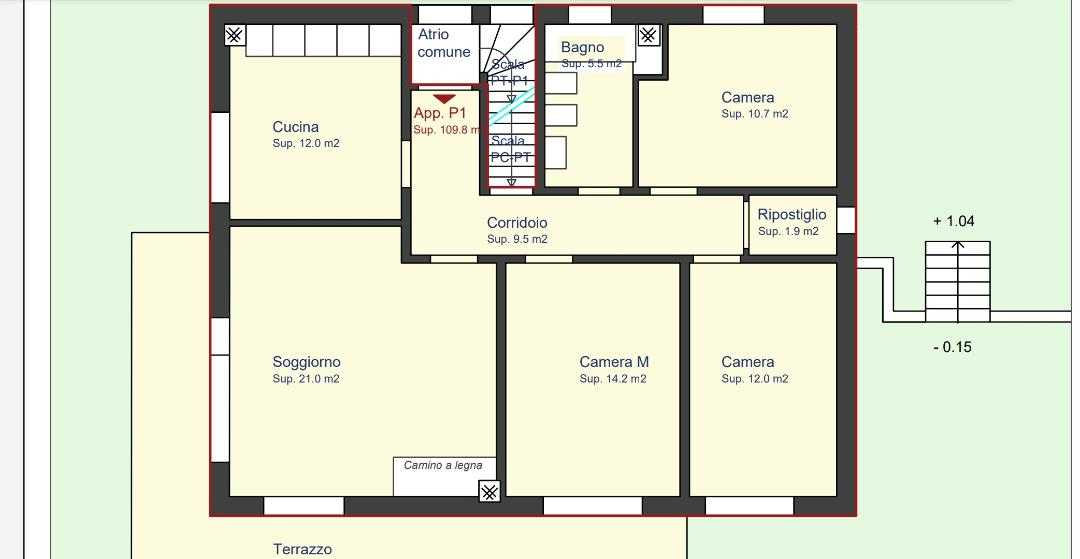 Atrio
comune
Scala
PT-P1
Bagno
Sup. 5.5 m2
Camera
Sup. 10.7 m2
App. P1
Sup. 109.8 m
Cucina
Sup. 12.0 m2
Scala
PC-PT
Corridoio
Sup. 9.5 m2
Ripostiglio
Sup. 1.9 m2
+ 1.04
- 0.15
Soggiorno
Sup. 21.0 m2
Camera M
Sup. 14.2 m2
Camera
Sup. 12.0 m2
Camino a legna
Terrazzo